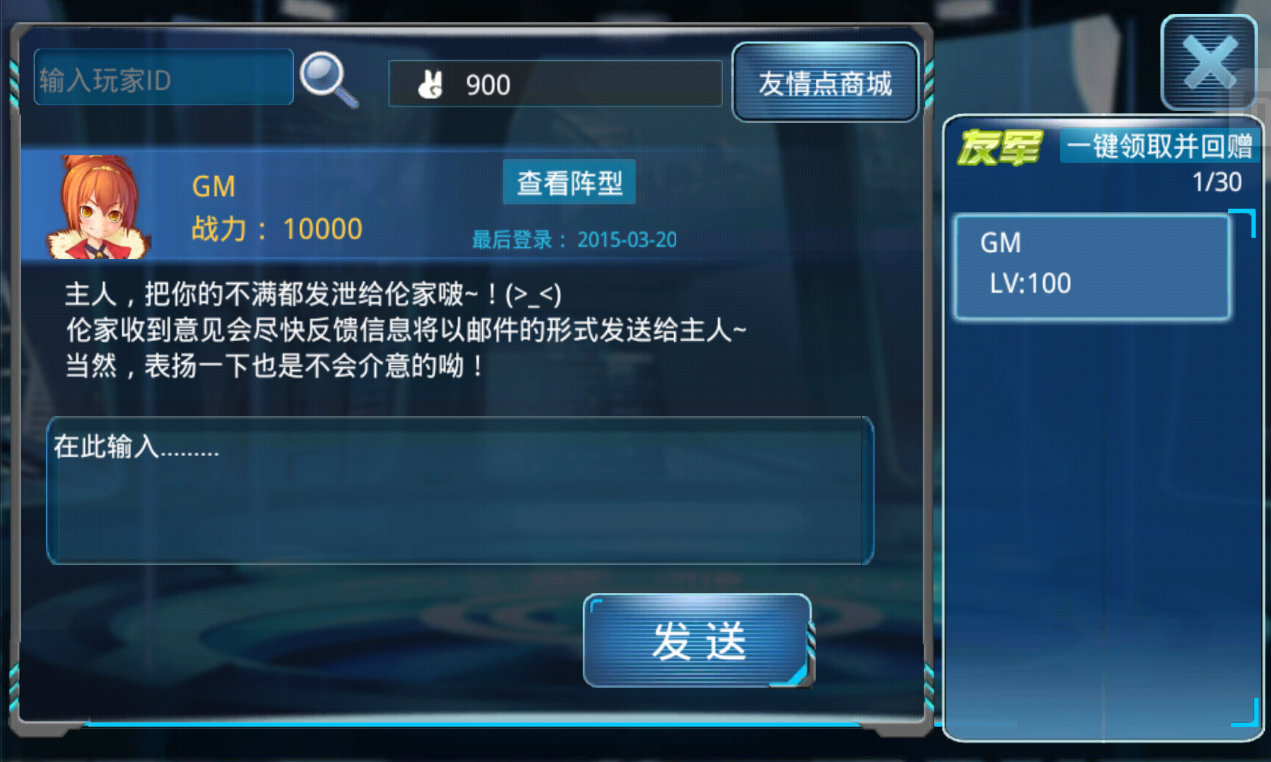 输入玩家ID
900
友情点商城
友军
一键领取并回赠
1/30
GM
战力： 10000
查看阵型
最后登录： 2015-03-20
GM
LV:100
主人，把你的不满都发泄给伦家啵~！(>_<)
伦家收到意见会尽快反馈信息将以邮件的形式发送给主人~
当然，表扬一下也是不会介意的呦！
在此输入.........
发送